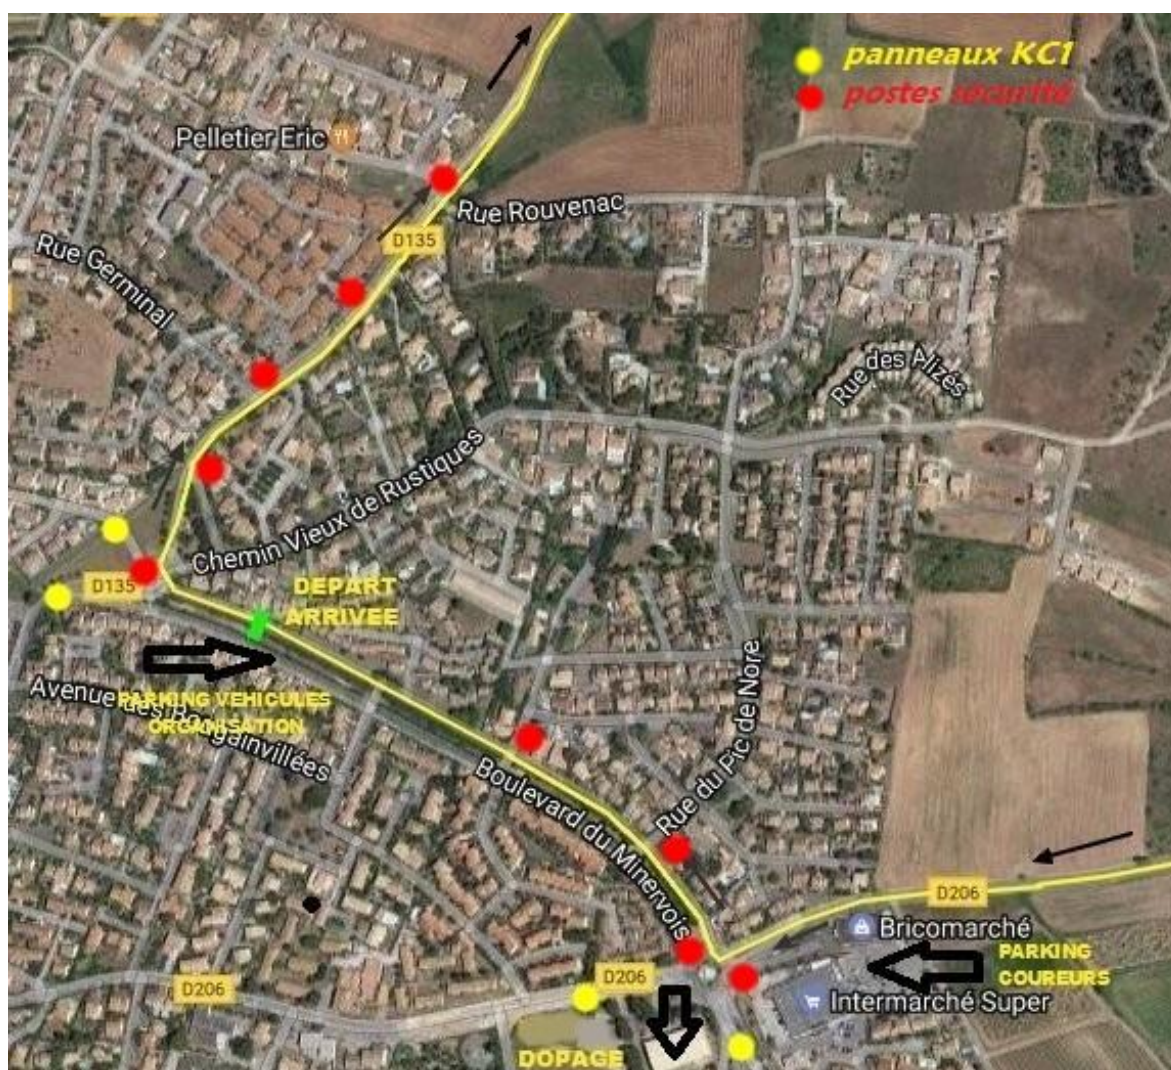 panneaux KC1
postes sécurité
Pelletier Eric
Rue Rouvenac
D135
Rue Germinal
Rue des Alizés
Chemin Vieux de Rustiques
D135
DEPART
ARRIVEE
PARKING VEHICULES
ORGANISATION
Avenue des Bougainvillées
Rue du Pic de Nore
Boulevard du Minervois
D206
Bricomarché
PARKING
COUREURS
D206
D206
Intermarché Super
DOPAGE